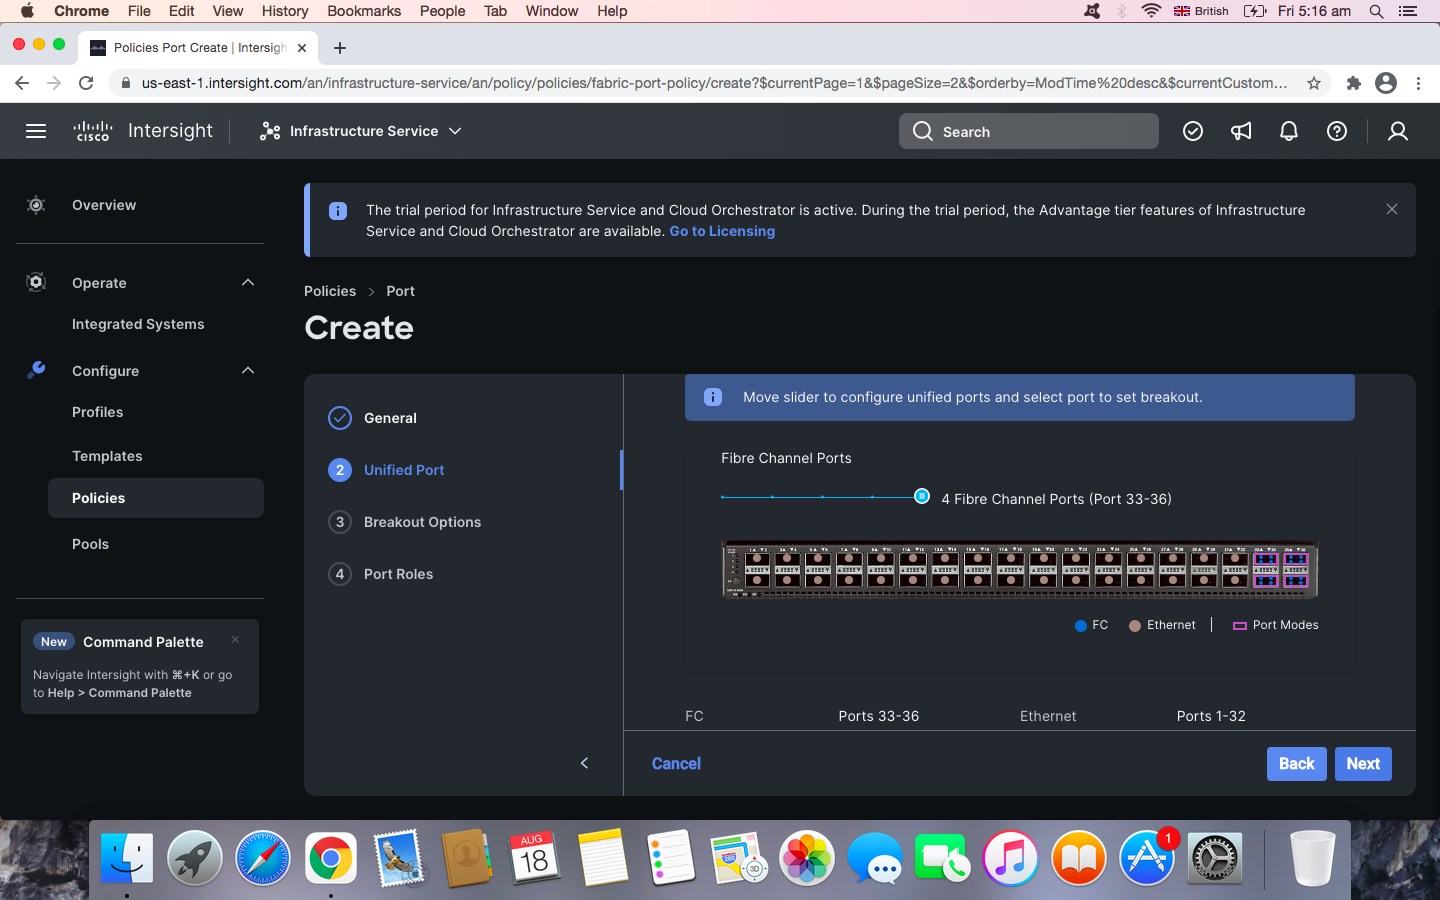 Chrome File Edit View History Bookmarks People Tab Window Help
British Fri 5:16 am
Policies Port Create | Intersigh
us-east-1.intersight.com/an/infrastructure-service/an/policy/policies/fabric-port-policy/create?$currentPage=1&$pageSize=2&$orderby=ModTime%20desc&$currentCustom...
CISCO Intersight Infrastructure Service Search
Overview
Operate
Integrated Systems
Configure
Profiles
Templates
Policies
Pools
New Command Palette
Navigate Intersight with ⌘+K or go
to Help > Command Palette
The trial period for Infrastructure Service and Cloud Orchestrator is active. During the trial period, the Advantage tier features of Infrastructure
Service and Cloud Orchestrator are available. Go to Licensing
Policies > Port
Create
General
2 Unified Port
3 Breakout Options
4 Port Roles
Move slider to configure unified ports and select port to set breakout.
Fibre Channel Ports
4 Fibre Channel Ports (Port 33-36)
FC Ethernet Port Modes
FC Ports 33-36 Ethernet Ports 1-32
Cancel Back Next
AUG
18
280
3D
1